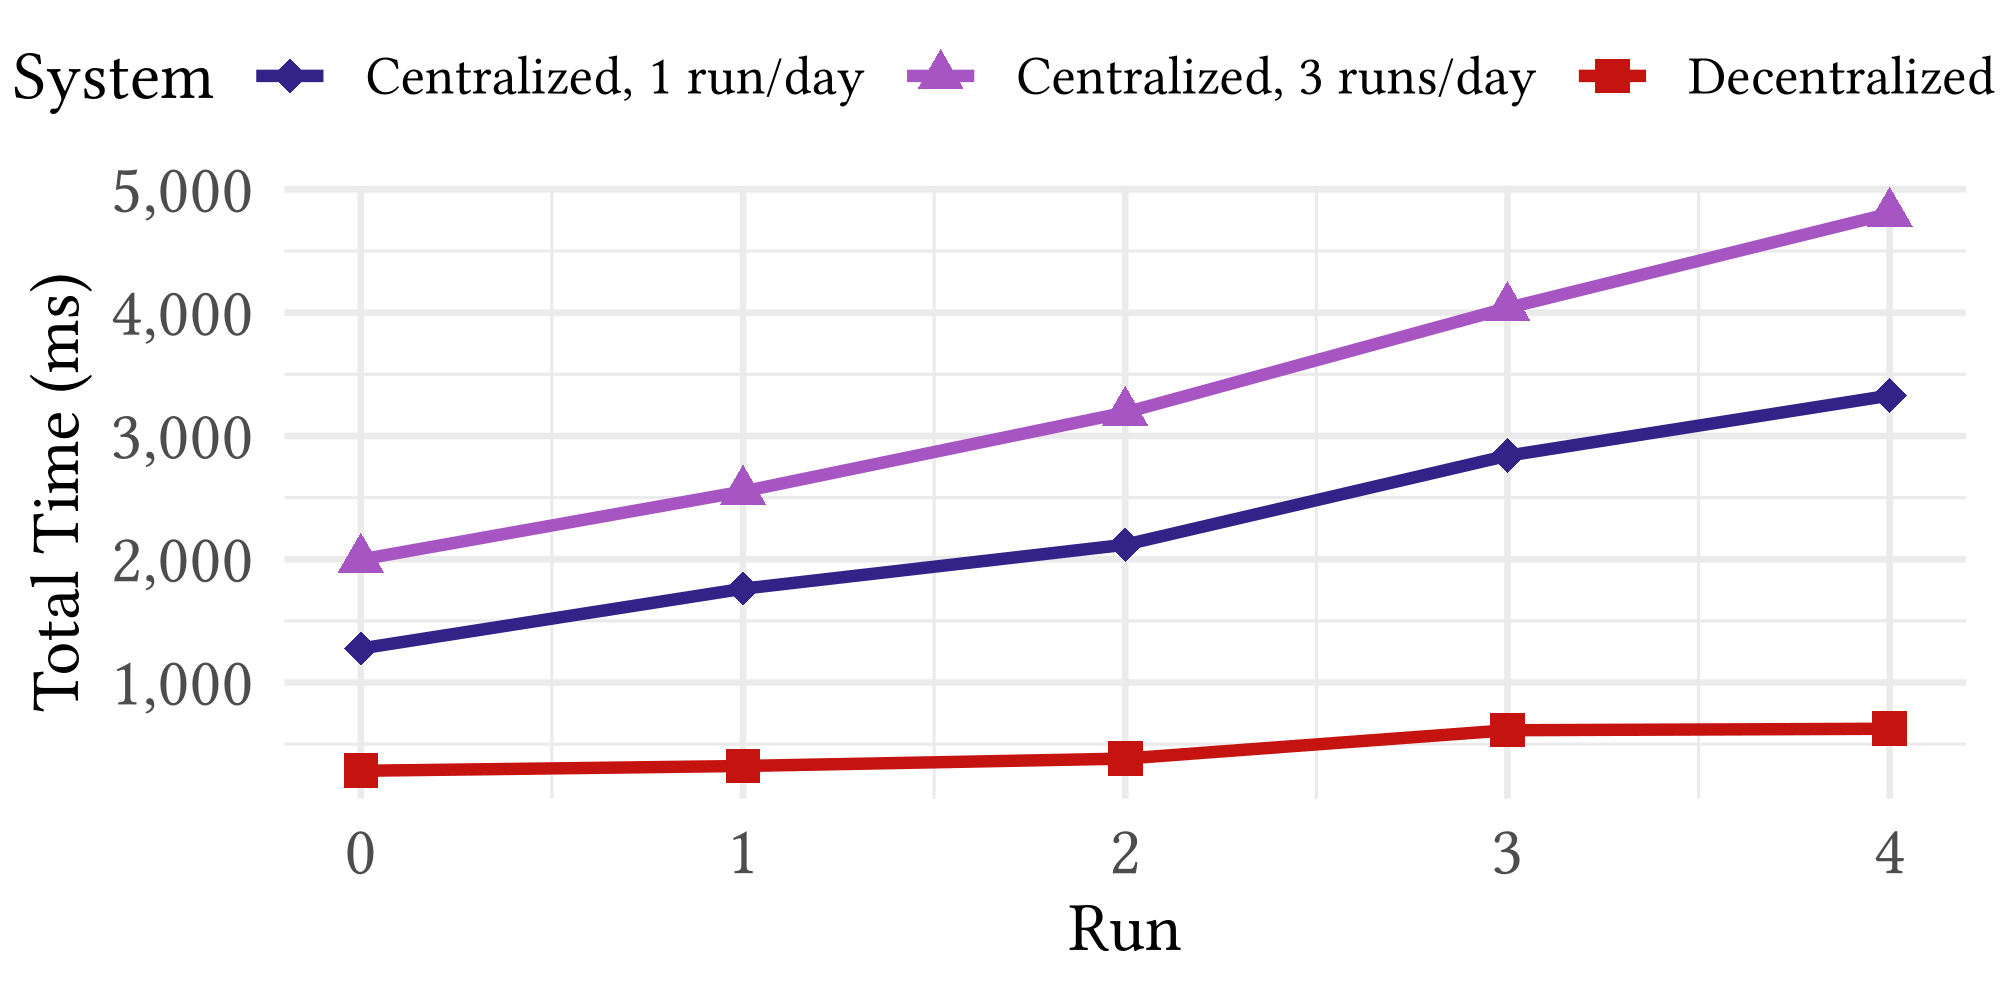 System Centralized, 1 run/day Centralized, 3 runs/day Decentralized
Total Time (ms)
5,000
4,000
3,000
2,000
1,000
0 1 2 3 4
Run